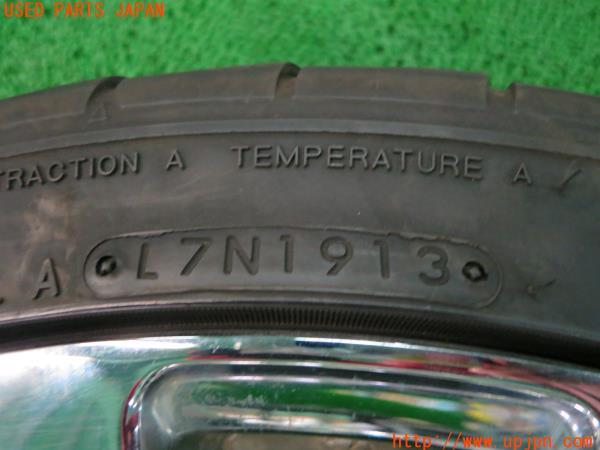 USED PARTS JAPAN
TRACTION A TEMPERATURE A
A L7N1913
http://www.upjpn.com/